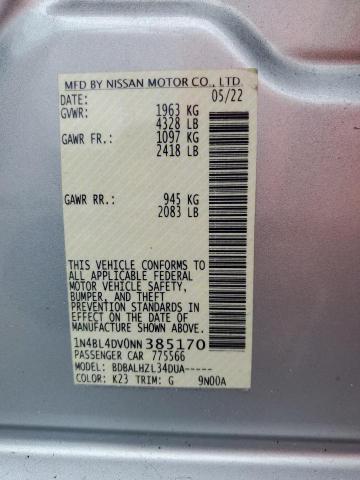 MFD BY NISSAN MOTOR CO., LTD.
DATE: 05/22
GVWR: 1963 KG
4328 LB
GAWR FR.: 1097 KG
2418 LB
GAWR RR.: 945 KG
2083 LB
THIS VEHICLE CONFORMS TO
ALL APPLICABLE FEDERAL
MOTOR VEHICLE SAFETY,
BUMPER, AND THEFT
PREVENTION STANDARDS IN
EFFECT ON THE DATE OF
MANUFACTURE SHOWN ABOVE.
1N4BL4DV0NN385170
PASSENGER CAR 775566
MODEL: BDBALHZL34DUA-----
COLOR: K23 TRIM: G 9N00A